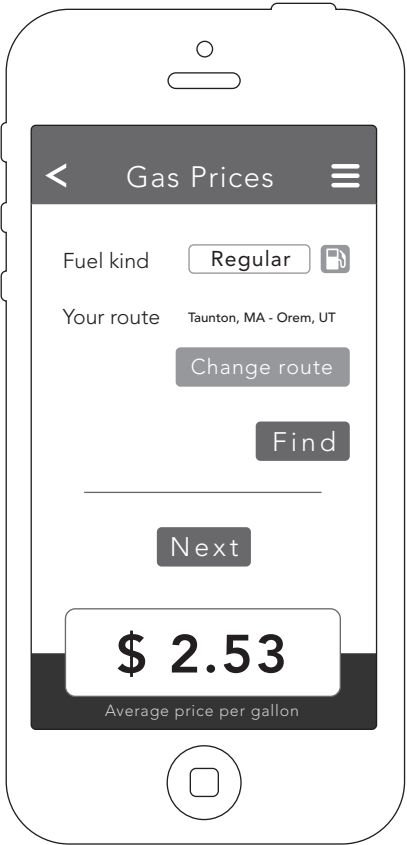 < Gas Prices
Fuel kind Regular
Your route Taunton, MA - Orem, UT
Change route
Find
Next
$ 2.53
Average price per gallon